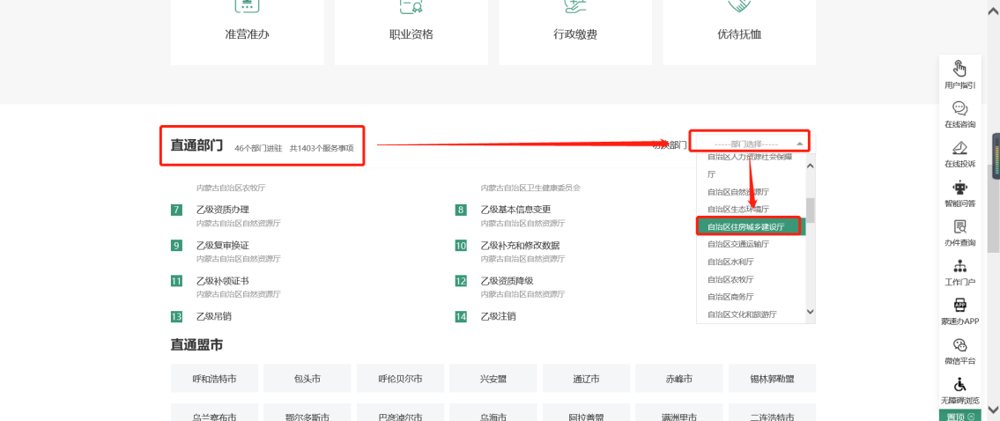 准营准办
职业资格
行政缴费
优待抚恤
直通部门 46个部门进驻 共1403个服务事项
切换部门 -----部门选择-----
自治区人力资源社会保障
厅
自治区自然资源厅
自治区生态环境厅
自治区住房城乡建设厅
自治区交通运输厅
自治区水利厅
自治区农牧厅
自治区商务厅
自治区文化和旅游厅
内蒙古自治区农牧厅
内蒙古自治区卫生健康委员会
7 乙级资质办理
内蒙古自治区自然资源厅
8 乙级基本信息变更
内蒙古自治区自然资源厅
9 乙级复审换证
内蒙古自治区自然资源厅
10 乙级补充和修改数据
内蒙古自治区自然资源厅
11 乙级补领证书
内蒙古自治区自然资源厅
12 乙级资质降级
内蒙古自治区自然资源厅
13 乙级吊销
14 乙级注销
直通盟市
呼和浩特市
包头市
呼伦贝尔市
兴安盟
通辽市
赤峰市
锡林郭勒盟
乌兰察布市
鄂尔多斯市
巴彦淖尔市
乌海市
阿拉善盟
满洲里市
二连浩特市
用户指引
在线咨询
在线投诉
智能问答
办件查询
工作门户
APP
蒙速办APP
微信平台
无障碍浏览
置顶